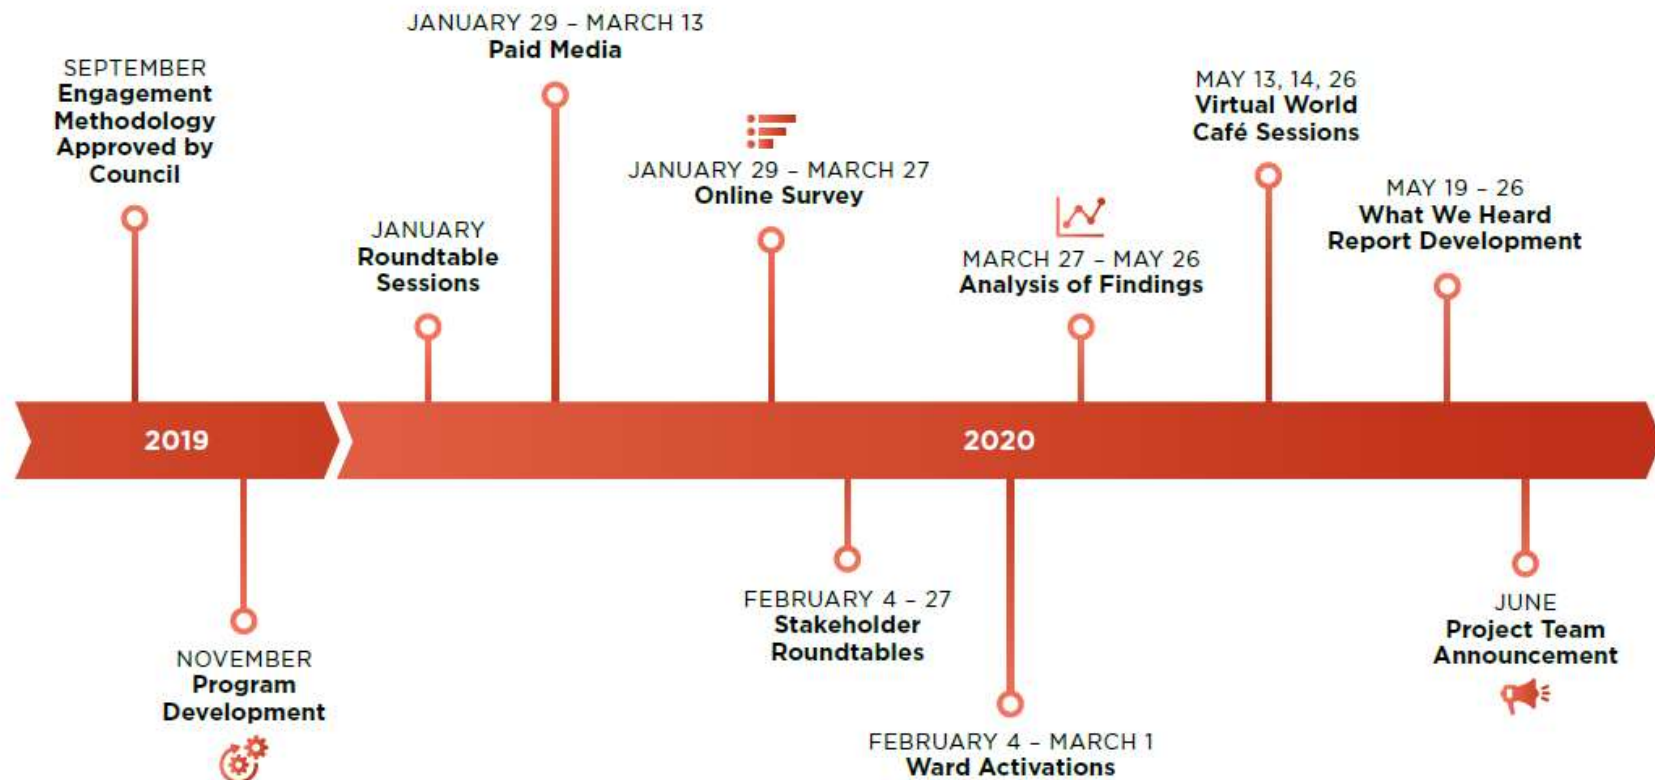 JANUARY 29 – MARCH 13
Paid Media
SEPTEMBER
Engagement
Methodology
Approved by
Council
MAY 13, 14, 26
Virtual World
Café Sessions
JANUARY 29 – MARCH 27
Online Survey
MAY 19 – 26
What We Heard
Report Development
JANUARY
Roundtable
Sessions
MARCH 27 – MAY 26
Analysis of Findings
2019
2020
FEBRUARY 4 – 27
Stakeholder
Roundtables
JUNE
Project Team
Announcement
NOVEMBER
Program
Development
FEBRUARY 4 – MARCH 1
Ward Activations